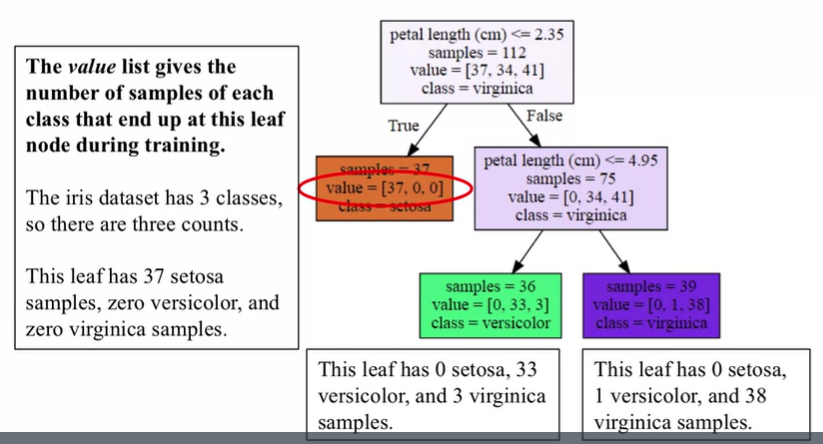 The value list gives the
number of samples of each
class that end up at this leaf
node during training.
The iris dataset has 3 classes,
so there are three counts.
This leaf has 37 setosa
samples, zero versicolor, and
zero virginica samples.
petal length (cm) <= 2.35
samples = 112
value = [37, 34, 41]
class = virginica
True
False
samples = 37
value = [37, 0, 0]
class = setosa
petal length (cm) <= 4.95
samples = 75
value = [0, 34, 41]
class = virginica
samples = 36
value = [0, 33, 3]
class = versicolor
samples = 39
value = [0, 1, 38]
class = virginica
This leaf has 0 setosa, 33
versicolor, and 3 virginica
samples.
This leaf has 0 setosa,
1 versicolor, and 38
virginica samples.